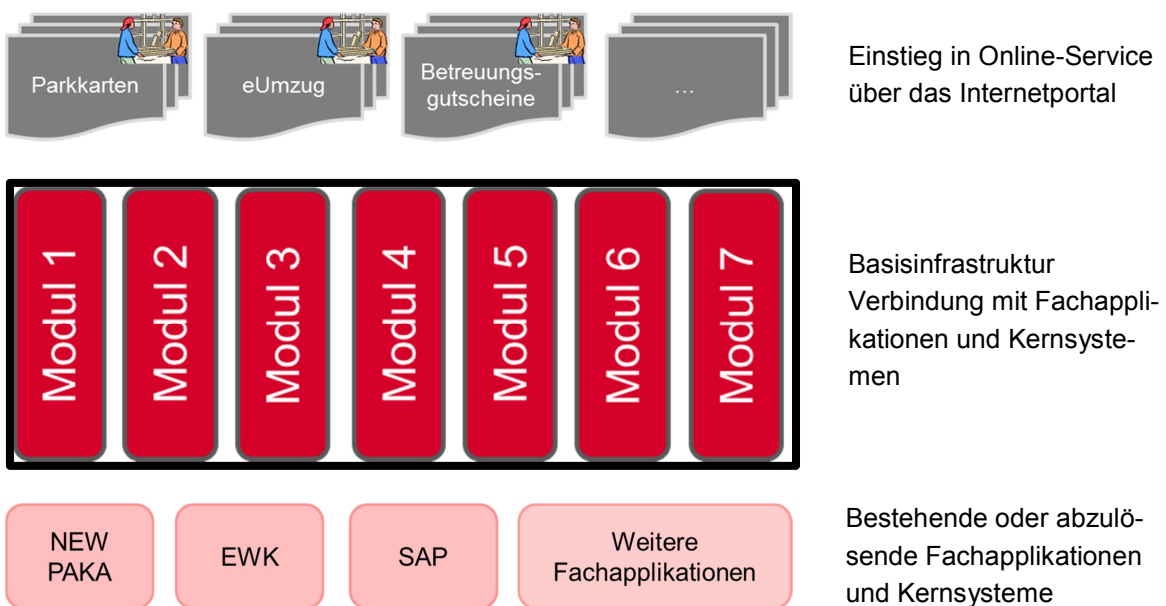 Parkkarten
eUmzug
Betreuungs-
gutscheine
...
Einstieg in Online-Service
über das Internetportal
Modul 1
Modul 2
Modul 3
Modul 4
Modul 5
Modul 6
Modul 7
Basisinfrastruktur
Verbindung mit Fachappli-
kationen und Kernsyste-
men
NEW
PAKA
EWK
SAP
Weitere
Fachapplikationen
Bestehende oder abzulö-
sende Fachapplikationen
und Kernsysteme